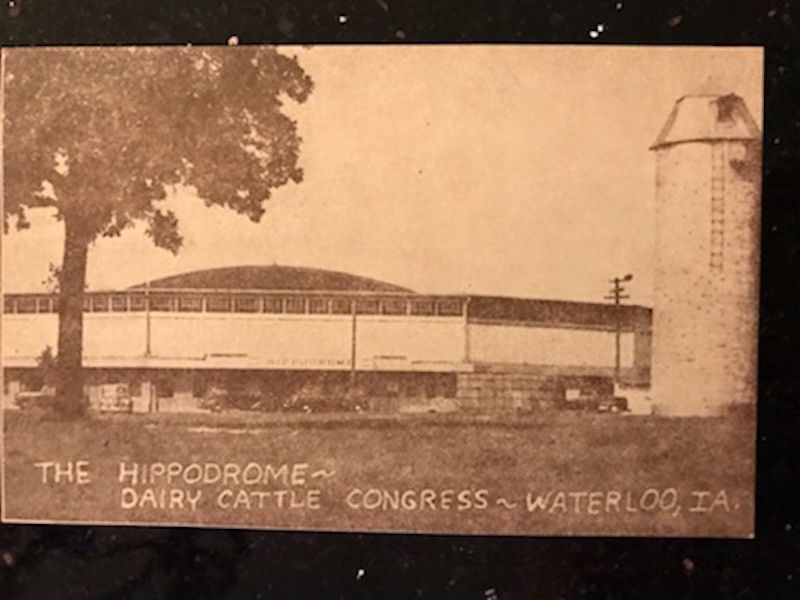 HIPPODROME
THE HIPPODROME~
DAIRY CATTLE CONGRESS~WATERLOO, IA.